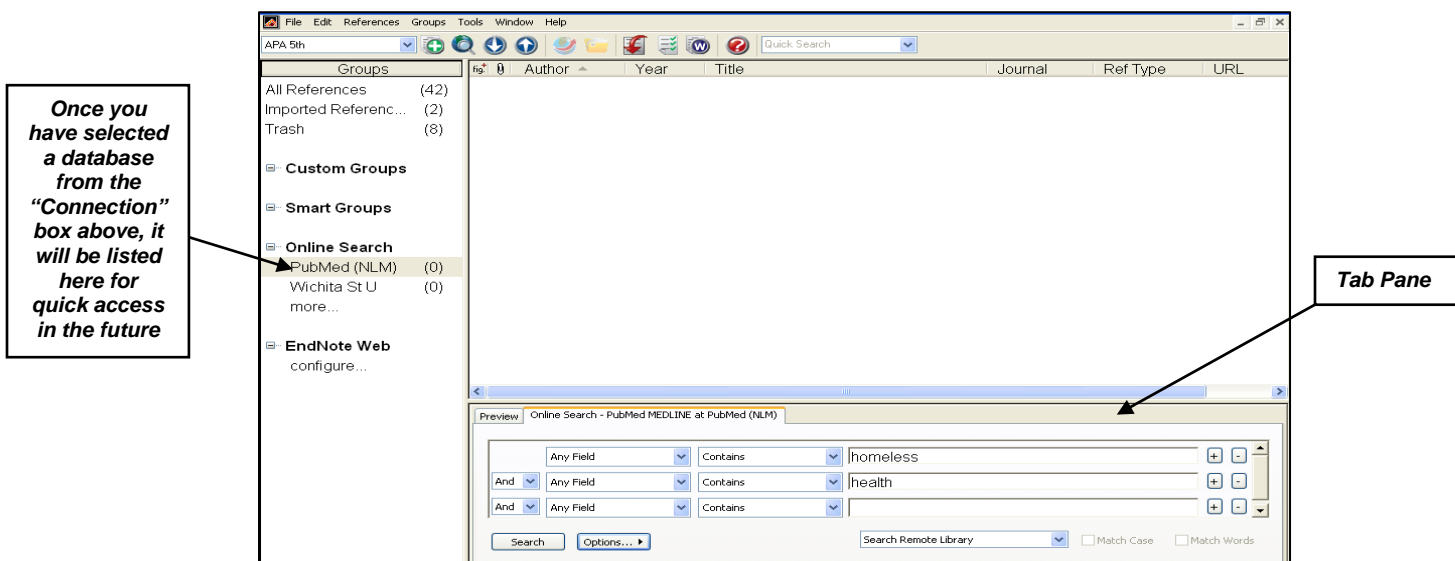 File Edit References Groups Tools Window Help
APA 5th
Quick Search
Groups
Author Year Title Journal Ref Type URL
All References (42)
Imported Referenc... (2)
Trash (8)
Custom Groups
Smart Groups
Online Search
PubMed (NLM) (0)
Wichita St U (0)
more...
EndNote Web
configure...
Once you
have selected
a database
from the
“Connection”
box above, it
will be listed
here for
quick access
in the future
Tab Pane
Preview Online Search - PubMed MEDLINE at PubMed (NLM)
Any Field Contains homeless + -
And Any Field Contains health + -
And Any Field Contains + -
Search Options... Search Remote Library Match Case Match Words